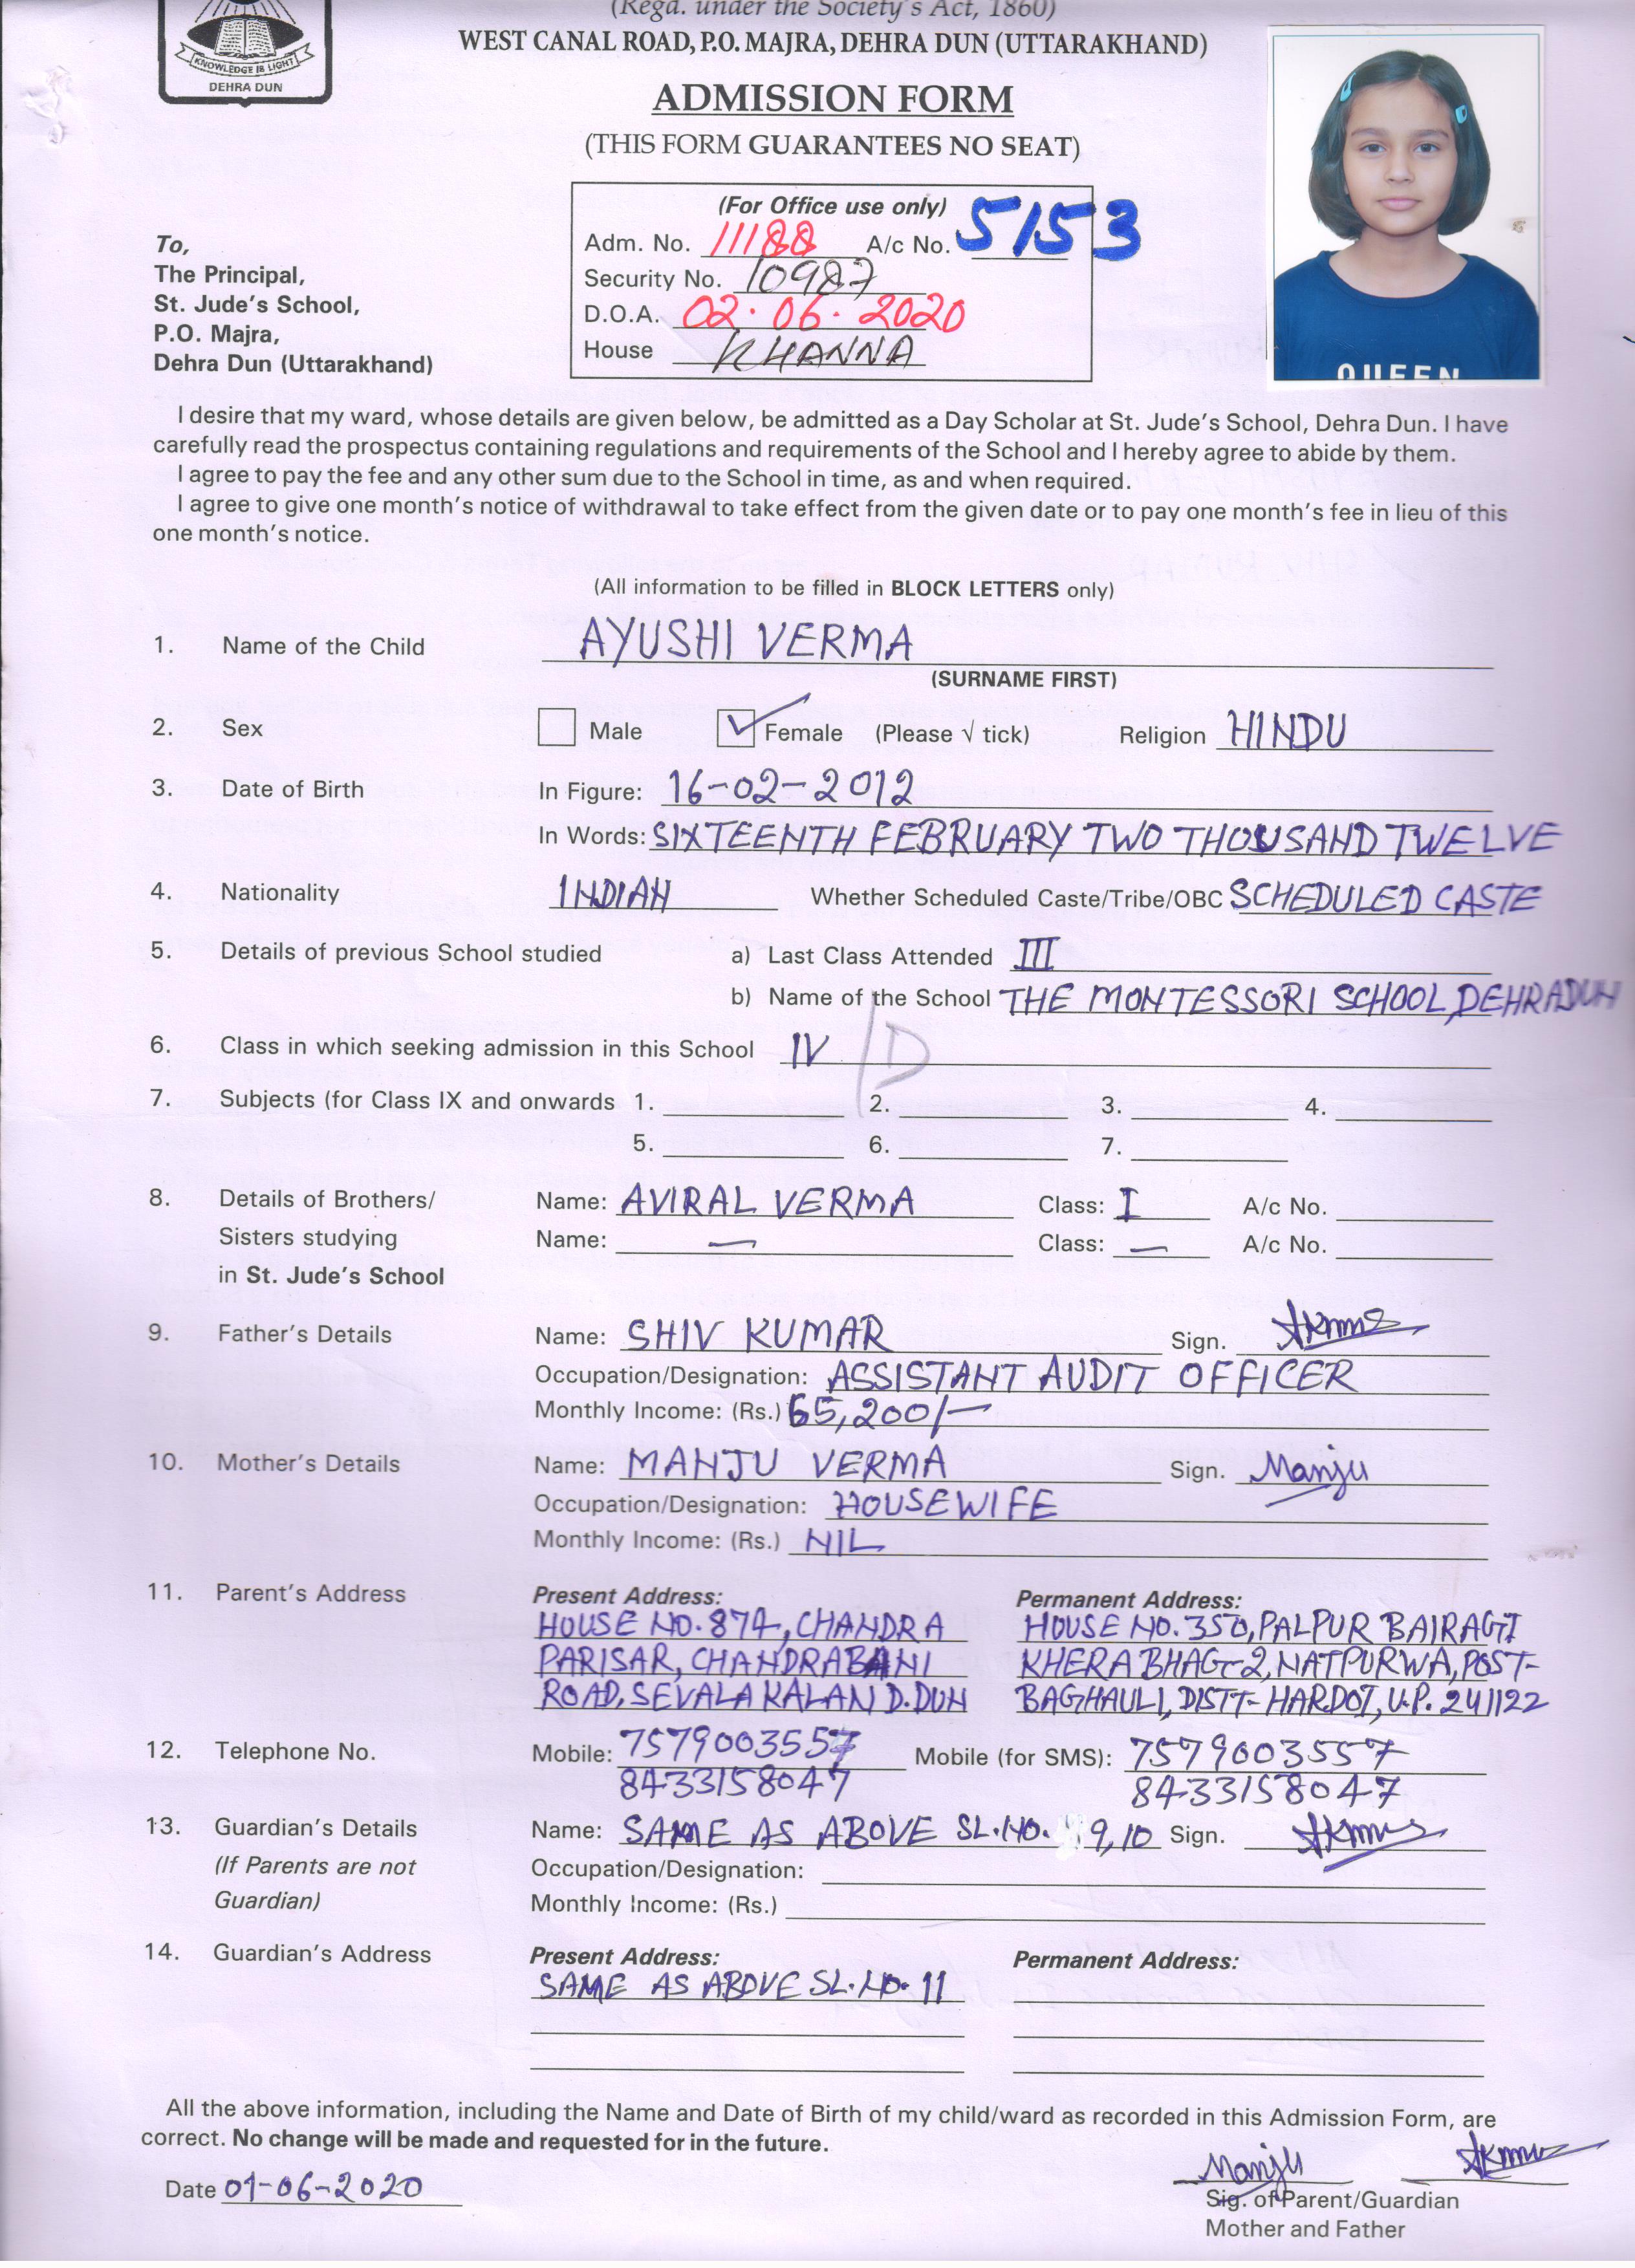 (Regd. under the Society's Act, 1860)
WEST CANAL ROAD, P.O. MAJRA, DEHRA DUN (UTTARAKHAND)
KNOWLEDGE IS LIGHT
DEHRA DUN
ADMISSION FORM
(THIS FORM GUARANTEES NO SEAT)
QUEEN
(For Office use only)
Adm. No. 11188 A/c No. 5153
Security No. 10987
D.O.A. 02.06.2020
House KHANNA
To,
The Principal,
St. Jude's School,
P.O. Majra,
Dehra Dun (Uttarakhand)
I desire that my ward, whose details are given below, be admitted as a Day Scholar at St. Jude's School, Dehra Dun. I have
carefully read the prospectus containing regulations and requirements of the School and I hereby agree to abide by them.
I agree to pay the fee and any other sum due to the School in time, as and when required.
I agree to give one month's notice of withdrawal to take effect from the given date or to pay one month's fee in lieu of this
one month's notice.
(All information to be filled in BLOCK LETTERS only)
1. Name of the Child AYUSHI VERMA
(SURNAME FIRST)
2. Sex Male Female (Please √ tick) Religion HINDU
3. Date of Birth In Figure: 16-02-2012
In Words: SIXTEENTH FEBRUARY TWO THOUSAND TWELVE
4. Nationality INDIAN Whether Scheduled Caste/Tribe/OBC SCHEDULED CASTE
5. Details of previous School studied a) Last Class Attended III
b) Name of the School THE MONTESSORI SCHOOL, DEHRADUN
6. Class in which seeking admission in this School IV /D
7. Subjects (for Class IX and onwards 1. 2. 3. 4.
5. 6. 7.
8. Details of Brothers/ Name: AVIRAL VERMA Class: I A/c No.
Sisters studying Name: — Class: — A/c No.
in St. Jude's School
9. Father's Details Name: SHIV KUMAR Sign.
Occupation/Designation: ASSISTANT AUDIT OFFICER
Monthly Income: (Rs.) 65,200/-
10. Mother's Details Name: MANJU VERMA Sign. Manju
Occupation/Designation: HOUSEWIFE
Monthly Income: (Rs.) NIL
11. Parent's Address Present Address: Permanent Address:
HOUSE NO. 874, CHANDRA HOUSE NO. 350, PALPUR BAIRAGI
PARISAR, CHANDRABANI KHERA BHAG-2, NATPURWA, POST-
ROAD, SEVALA KALAN D.DUN BAGHAULI, DISTT- HARDOI, U.P. 241122
12. Telephone No. Mobile: 7579003557 Mobile (for SMS): 7579003557
8433158047 8433158047
13. Guardian's Details Name: SAME AS ABOVE SL.NO. 9,10 Sign.
(If Parents are not Occupation/Designation:
Guardian) Monthly Income: (Rs.)
14. Guardian's Address Present Address: Permanent Address:
SAME AS ABOVE SL. NO. 11
All the above information, including the Name and Date of Birth of my child/ward as recorded in this Admission Form, are
correct. No change will be made and requested for in the future.
Date 01-06-2020 Manju
Sig. of Parent/Guardian
Mother and Father